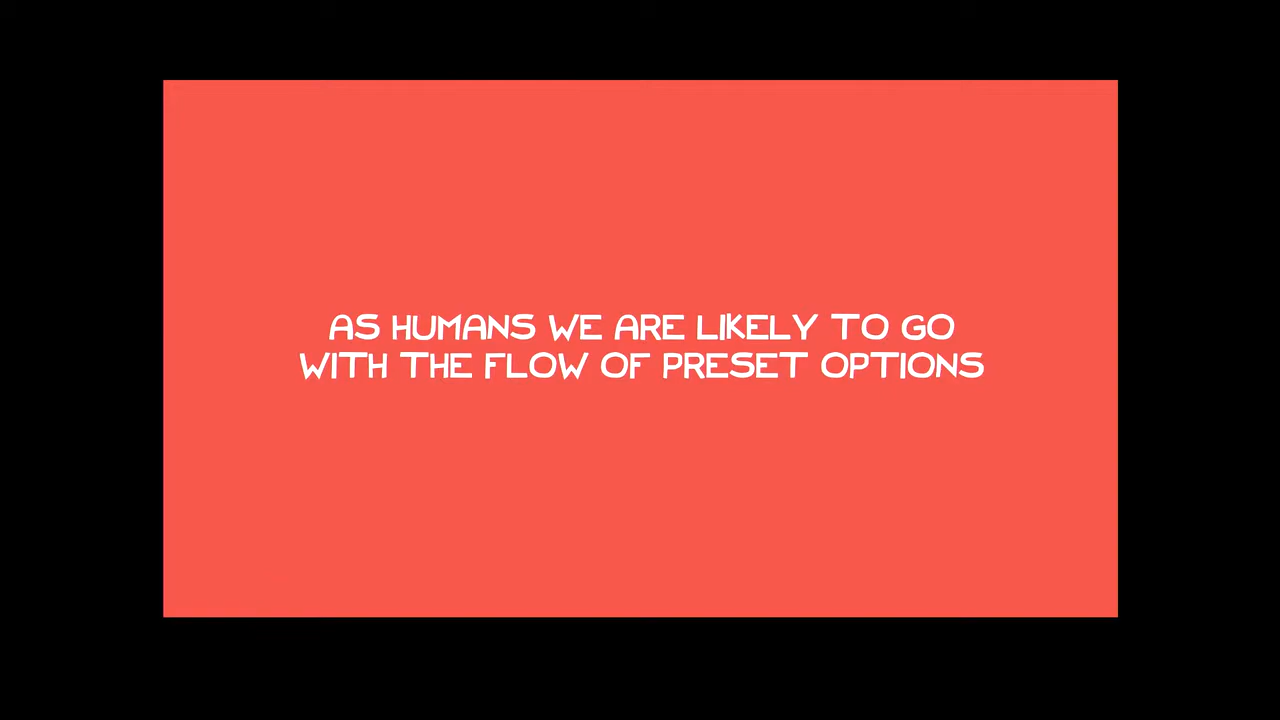 AS HUMANS WE ARE LIKELY TO GO
WITH THE FLOW OF PRESET OPTIONS